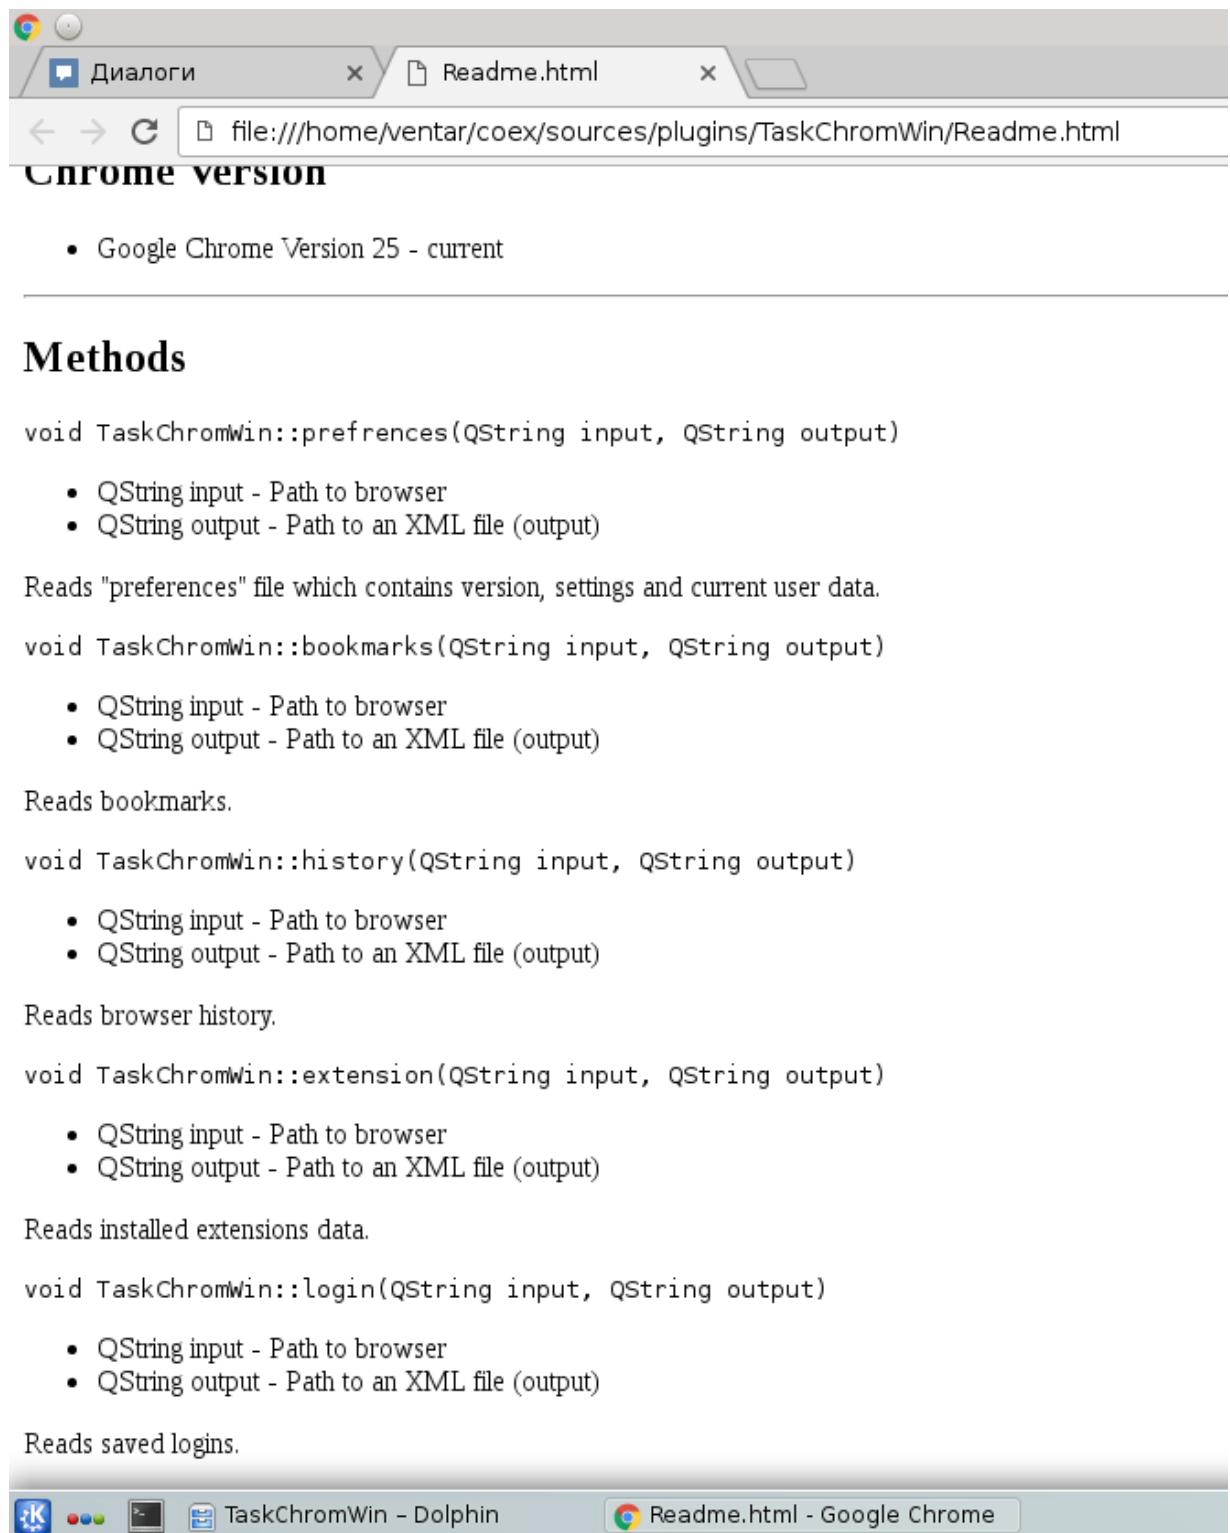 Диалоги
Readme.html
file:///home/ventar/coex/sources/plugins/TaskChromWin/Readme.html
Chrome Version
Google Chrome Version 25 - current
Methods
void TaskChromWin::prefrences(QString input, QString output)
QString input - Path to browser
QString output - Path to an XML file (output)
Reads "preferences" file which contains version, settings and current user data.
void TaskChromWin::bookmarks(QString input, QString output)
QString input - Path to browser
QString output - Path to an XML file (output)
Reads bookmarks.
void TaskChromWin::history(QString input, QString output)
QString input - Path to browser
QString output - Path to an XML file (output)
Reads browser history.
void TaskChromWin::extension(QString input, QString output)
QString input - Path to browser
QString output - Path to an XML file (output)
Reads installed extensions data.
void TaskChromWin::login(QString input, QString output)
QString input - Path to browser
QString output - Path to an XML file (output)
Reads saved logins.
TaskChromWin – Dolphin
Readme.html - Google Chrome